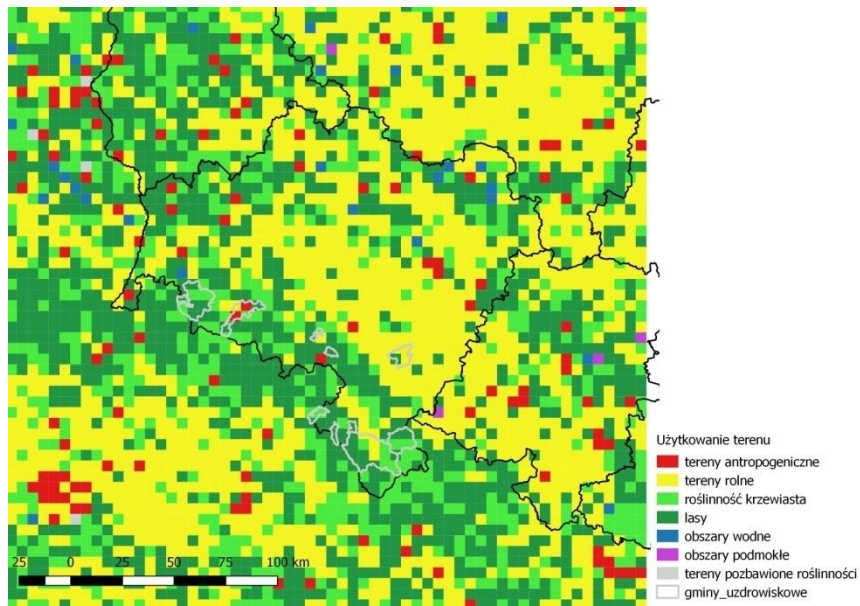 Użytkowanie terenu
tereny antropogeniczne
tereny rolne
roślinność krzewiasta
lasy
obszary wodne
obszary podmokłe
tereny pozbawione roślinności
gminy_uzdrowiskowe
25 0 25 50 75 100 km